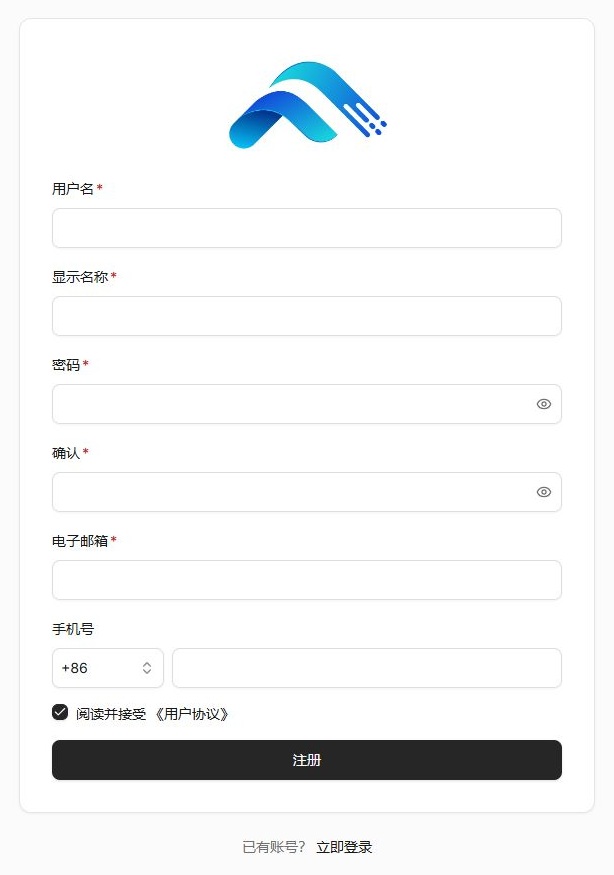 用户名*
显示名称*
密码*
确认*
电子邮箱*
手机号
+86
阅读并接受 《用户协议》
注册
已有账号? 立即登录